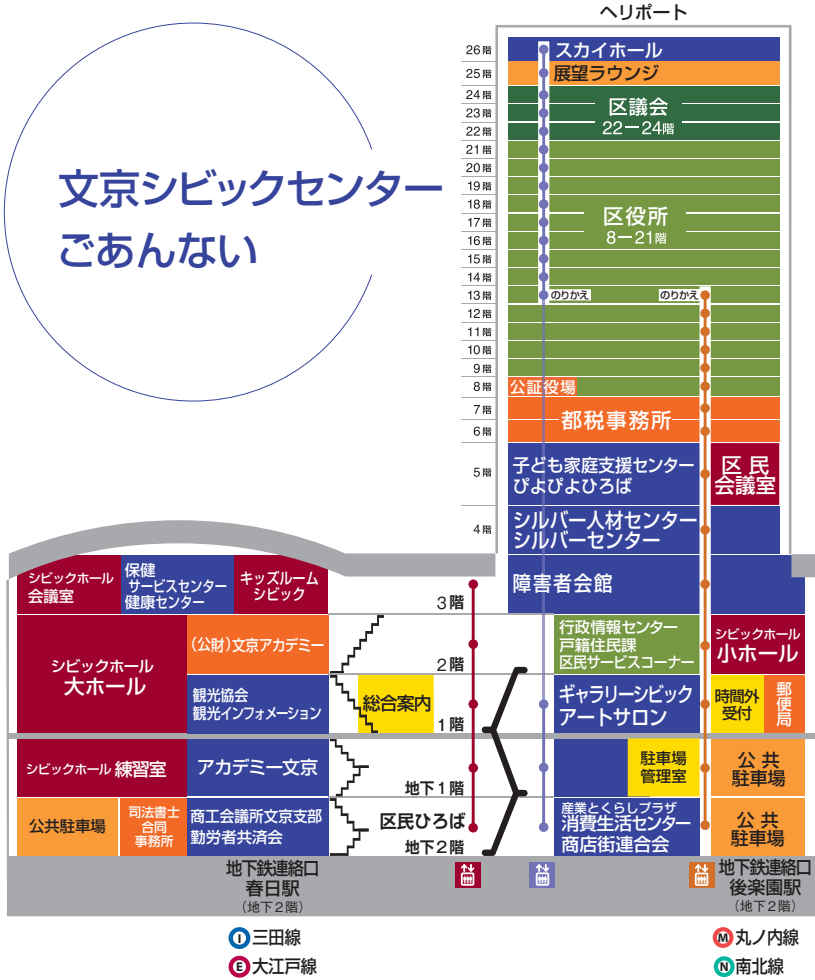 ヘリポート
文京シビックセンター
ごあんない
26階
スカイホール
25階
展望ラウンジ
24階
23階
22階
区議会
22－24階
21階
20階
19階
18階
17階
16階
15階
14階
13階
区役所
8－21階
のりかえ
のりかえ
12階
11階
10階
9階
8階
公証役場
7階
6階
都税事務所
5階
子ども家庭支援センター
ぴよぴよひろば
区民
会議室
4階
シルバー人材センター
シルバーセンター
シビックホール
会議室
保健
サービスセンター
健康センター
キッズルーム
シビック
3階
障害者会館
シビックホール
大ホール
(公財)文京アカデミー
2階
行政情報センター
戸籍住民課
区民サービスコーナー
シビックホール
小ホール
観光協会
観光インフォメーション
総合案内
1階
ギャラリーシビック
アートサロン
時間外
受付
郵便局
シビックホール 練習室
アカデミー文京
地下1階
駐車場
管理室
公共
駐車場
公共駐車場
司法書士
合同
事務所
商工会議所文京支部
勤労者共済会
区民ひろば
地下2階
産業とくらしプラザ
消費生活センター
商店街連合会
公共
駐車場
地下鉄連絡口
春日駅
(地下2階)
地下鉄連絡口
後楽園駅
(地下2階)
I 三田線
E 大江戸線
M 丸ノ内線
N 南北線